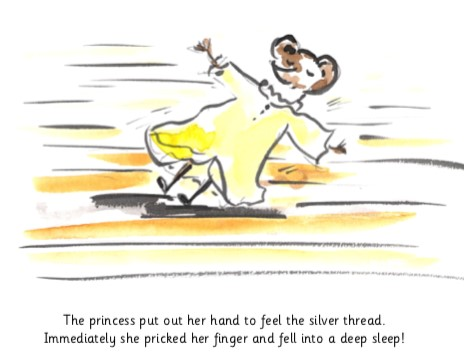 The princess put out her hand to feel the silver thread.
Immediately she pricked her finger and fell into a deep sleep!